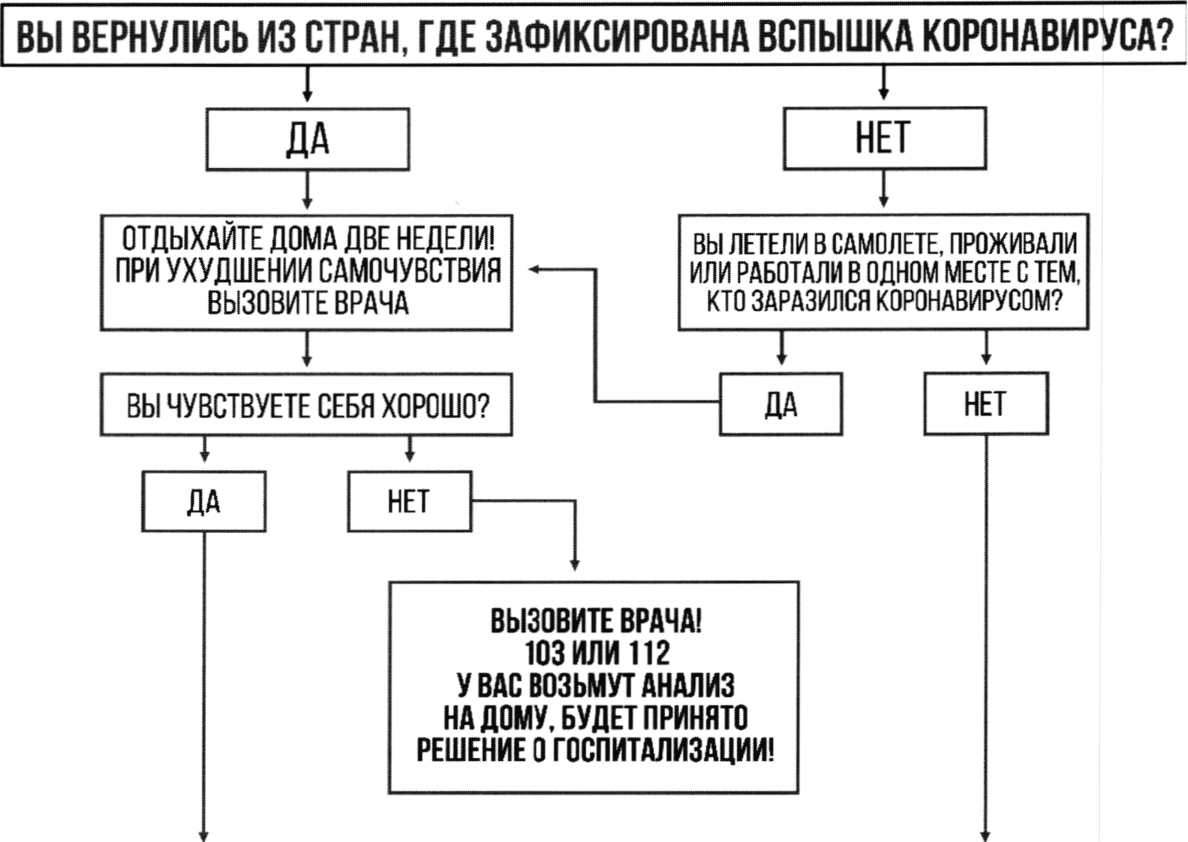 ВЫ ВЕРНУЛИСЬ ИЗ СТРАН, ГДЕ ЗАФИКСИРОВАНА ВСПЫШКА КОРОНАВИРУСА?
ДА
НЕТ
ОТДЫХАЙТЕ ДОМА ДВЕ НЕДЕЛИ!
ПРИ УХУДШЕНИИ САМОЧУВСТВИЯ
ВЫЗОВИТЕ ВРАЧА
ВЫ ЛЕТЕЛИ В САМОЛЕТЕ, ПРОЖИВАЛИ
ИЛИ РАБОТАЛИ В ОДНОМ МЕСТЕ С ТЕМ,
КТО ЗАРАЗИЛСЯ КОРОНАВИРУСОМ?
ВЫ ЧУВСТВУЕТЕ СЕБЯ ХОРОШО?
ДА
НЕТ
ДА
НЕТ
ВЫЗОВИТЕ ВРАЧА!
103 ИЛИ 112
У ВАС ВОЗЬМУТ АНАЛИЗ
НА ДОМУ, БУДЕТ ПРИНЯТО
РЕШЕНИЕ О ГОСПИТАЛИЗАЦИИ!